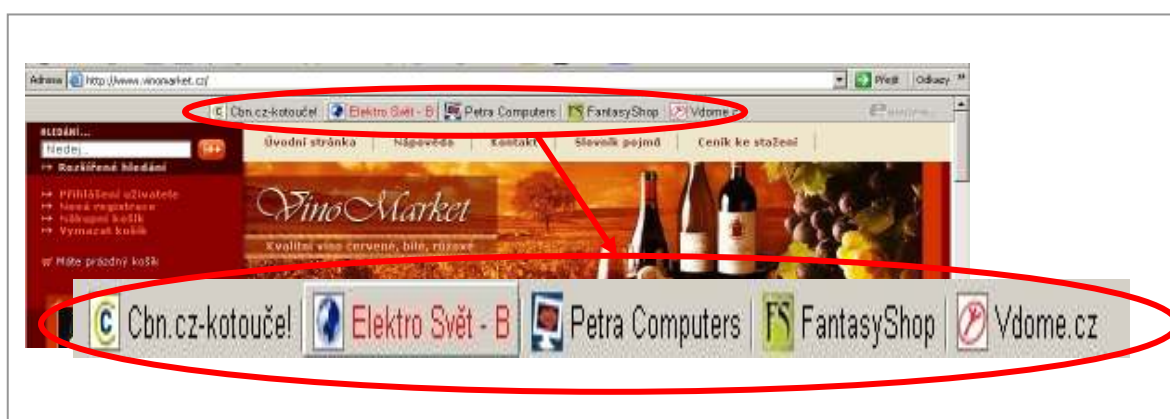 Adresa http://www.vinomarket.cz/ Přejít Odkazy »
Cbn.cz-kotouče! Elektro Svět - B Petra Computers FantasyShop Vdome.cz
HLEDÁNÍ...
Hledej
Úvodní stránka Nápověda Kontakt Slovník pojmů Ceník ke stažení
↦ Rozšířené hledání
↦ Přihlášení uživatele
↦ Nová registrace
↦ Nákupní košík
↦ Vymazat košík
VinoMarket
Kvalitní víno červené, bílé, růžové
Máte prázdný košík
Cbn.cz-kotouče! Elektro Svět - B Petra Computers FS FantasyShop Vdome.cz